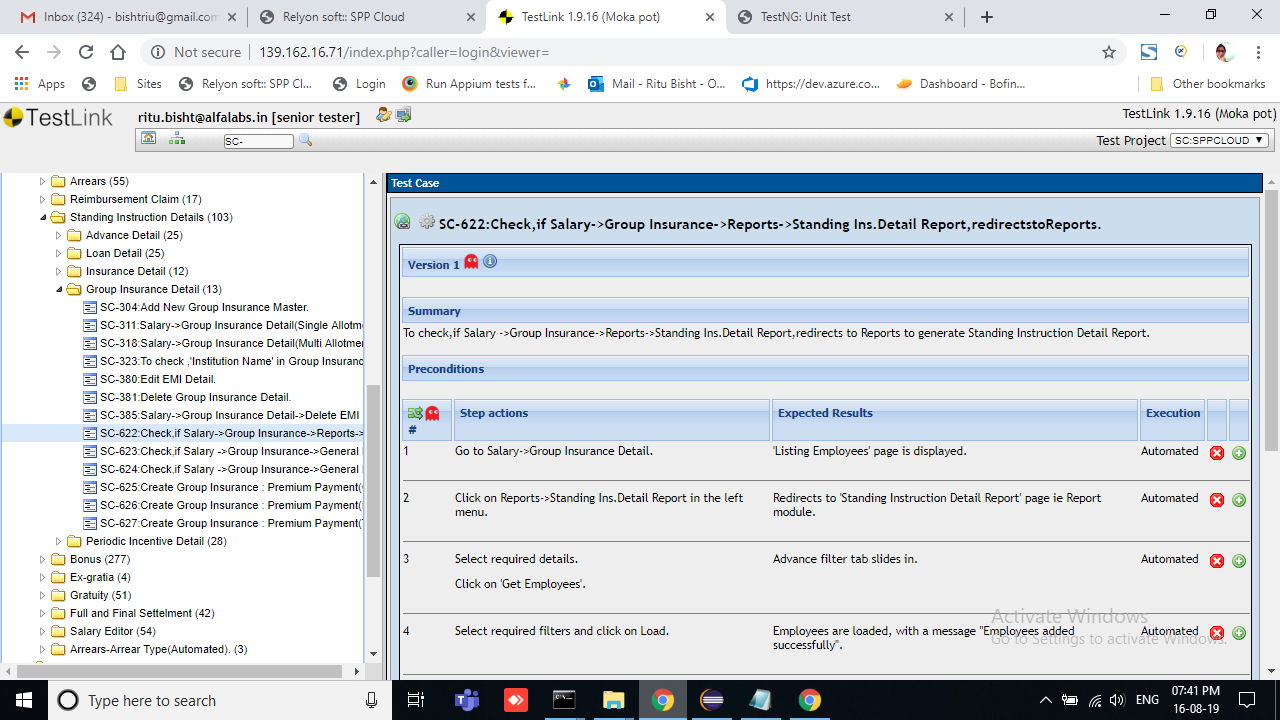 Inbox (324) - bishtriu@gmail.com
Relyon soft:: SPP Cloud
TestLink 1.9.16 (Moka pot)
TestNG: Unit Test
Not secure 139.162.16.71/index.php?caller=login&viewer=
Apps
Sites
Relyon soft:: SPP Cl...
Login
Run Appium tests f...
Mail - Ritu Bisht - O...
https://dev.azure.co...
Dashboard - Bofin...
Other bookmarks
TestLink
ritu.bisht@alfalabs.in [senior tester]
TestLink 1.9.16 (Moka pot)
SC-
Test Project SC:SPPCLOUD
Arrears (55)
Reimbursement Claim (17)
Standing Instruction Details (103)
Advance Detail (25)
Loan Detail (25)
Insurance Detail (12)
Group Insurance Detail (13)
SC-304:Add New Group Insurance Master.
SC-311:Salary->Group Insurance Detail(Single Allotm
SC-318:Salary->Group Insurance Detail(Multi Allotme
SC-323:To check ,'Institution Name' in Group Insuranc
SC-380:Edit EMI Detail.
SC-381:Delete Group Insurance Detail.
SC-385:Salary->Group Insurance Detail->Delete EMI
SC-622:Check,if Salary->Group Insurance->Reports->
SC-623:Check,if Salary ->Group Insurance->General
SC-624:Check,if Salary ->Group Insurance->General
SC-625:Create Group Insurance : Premium Payment(
SC-626:Create Group Insurance : Premium Payment(
SC-627:Create Group Insurance : Premium Payment(
Periodic Incentive Detail (28)
Bonus (277)
Ex-gratia (4)
Gratuity (51)
Full and Final Settelment (42)
Salary Editor (54)
Arrears-Arrear Type(Automated). (3)
Test Case
SC-622:Check,if Salary->Group Insurance->Reports->Standing Ins.Detail Report,redirectstoReports.
Version 1
Summary
To check,if Salary ->Group Insurance->Reports->Standing Ins.Detail Report,redirects to Reports to generate Standing Instruction Detail Report.
Preconditions
# Step actions Expected Results Execution
1 Go to Salary->Group Insurance Detail. 'Listing Employees' page is displayed. Automated
2 Click on Reports->Standing Ins.Detail Report in the left Redirects to 'Standing Instruction Detail Report' page ie Report Automated
menu. module.
3 Select required details. Advance filter tab slides in. Automated
Click on 'Get Employees'.
4 Select required filters and click on Load. Employees are loaded, with a message "Employees added Automated
successfully".
Activate Windows
Go to Settings to activate Windows.
Type here to search
ENG
07:41 PM
16-08-19